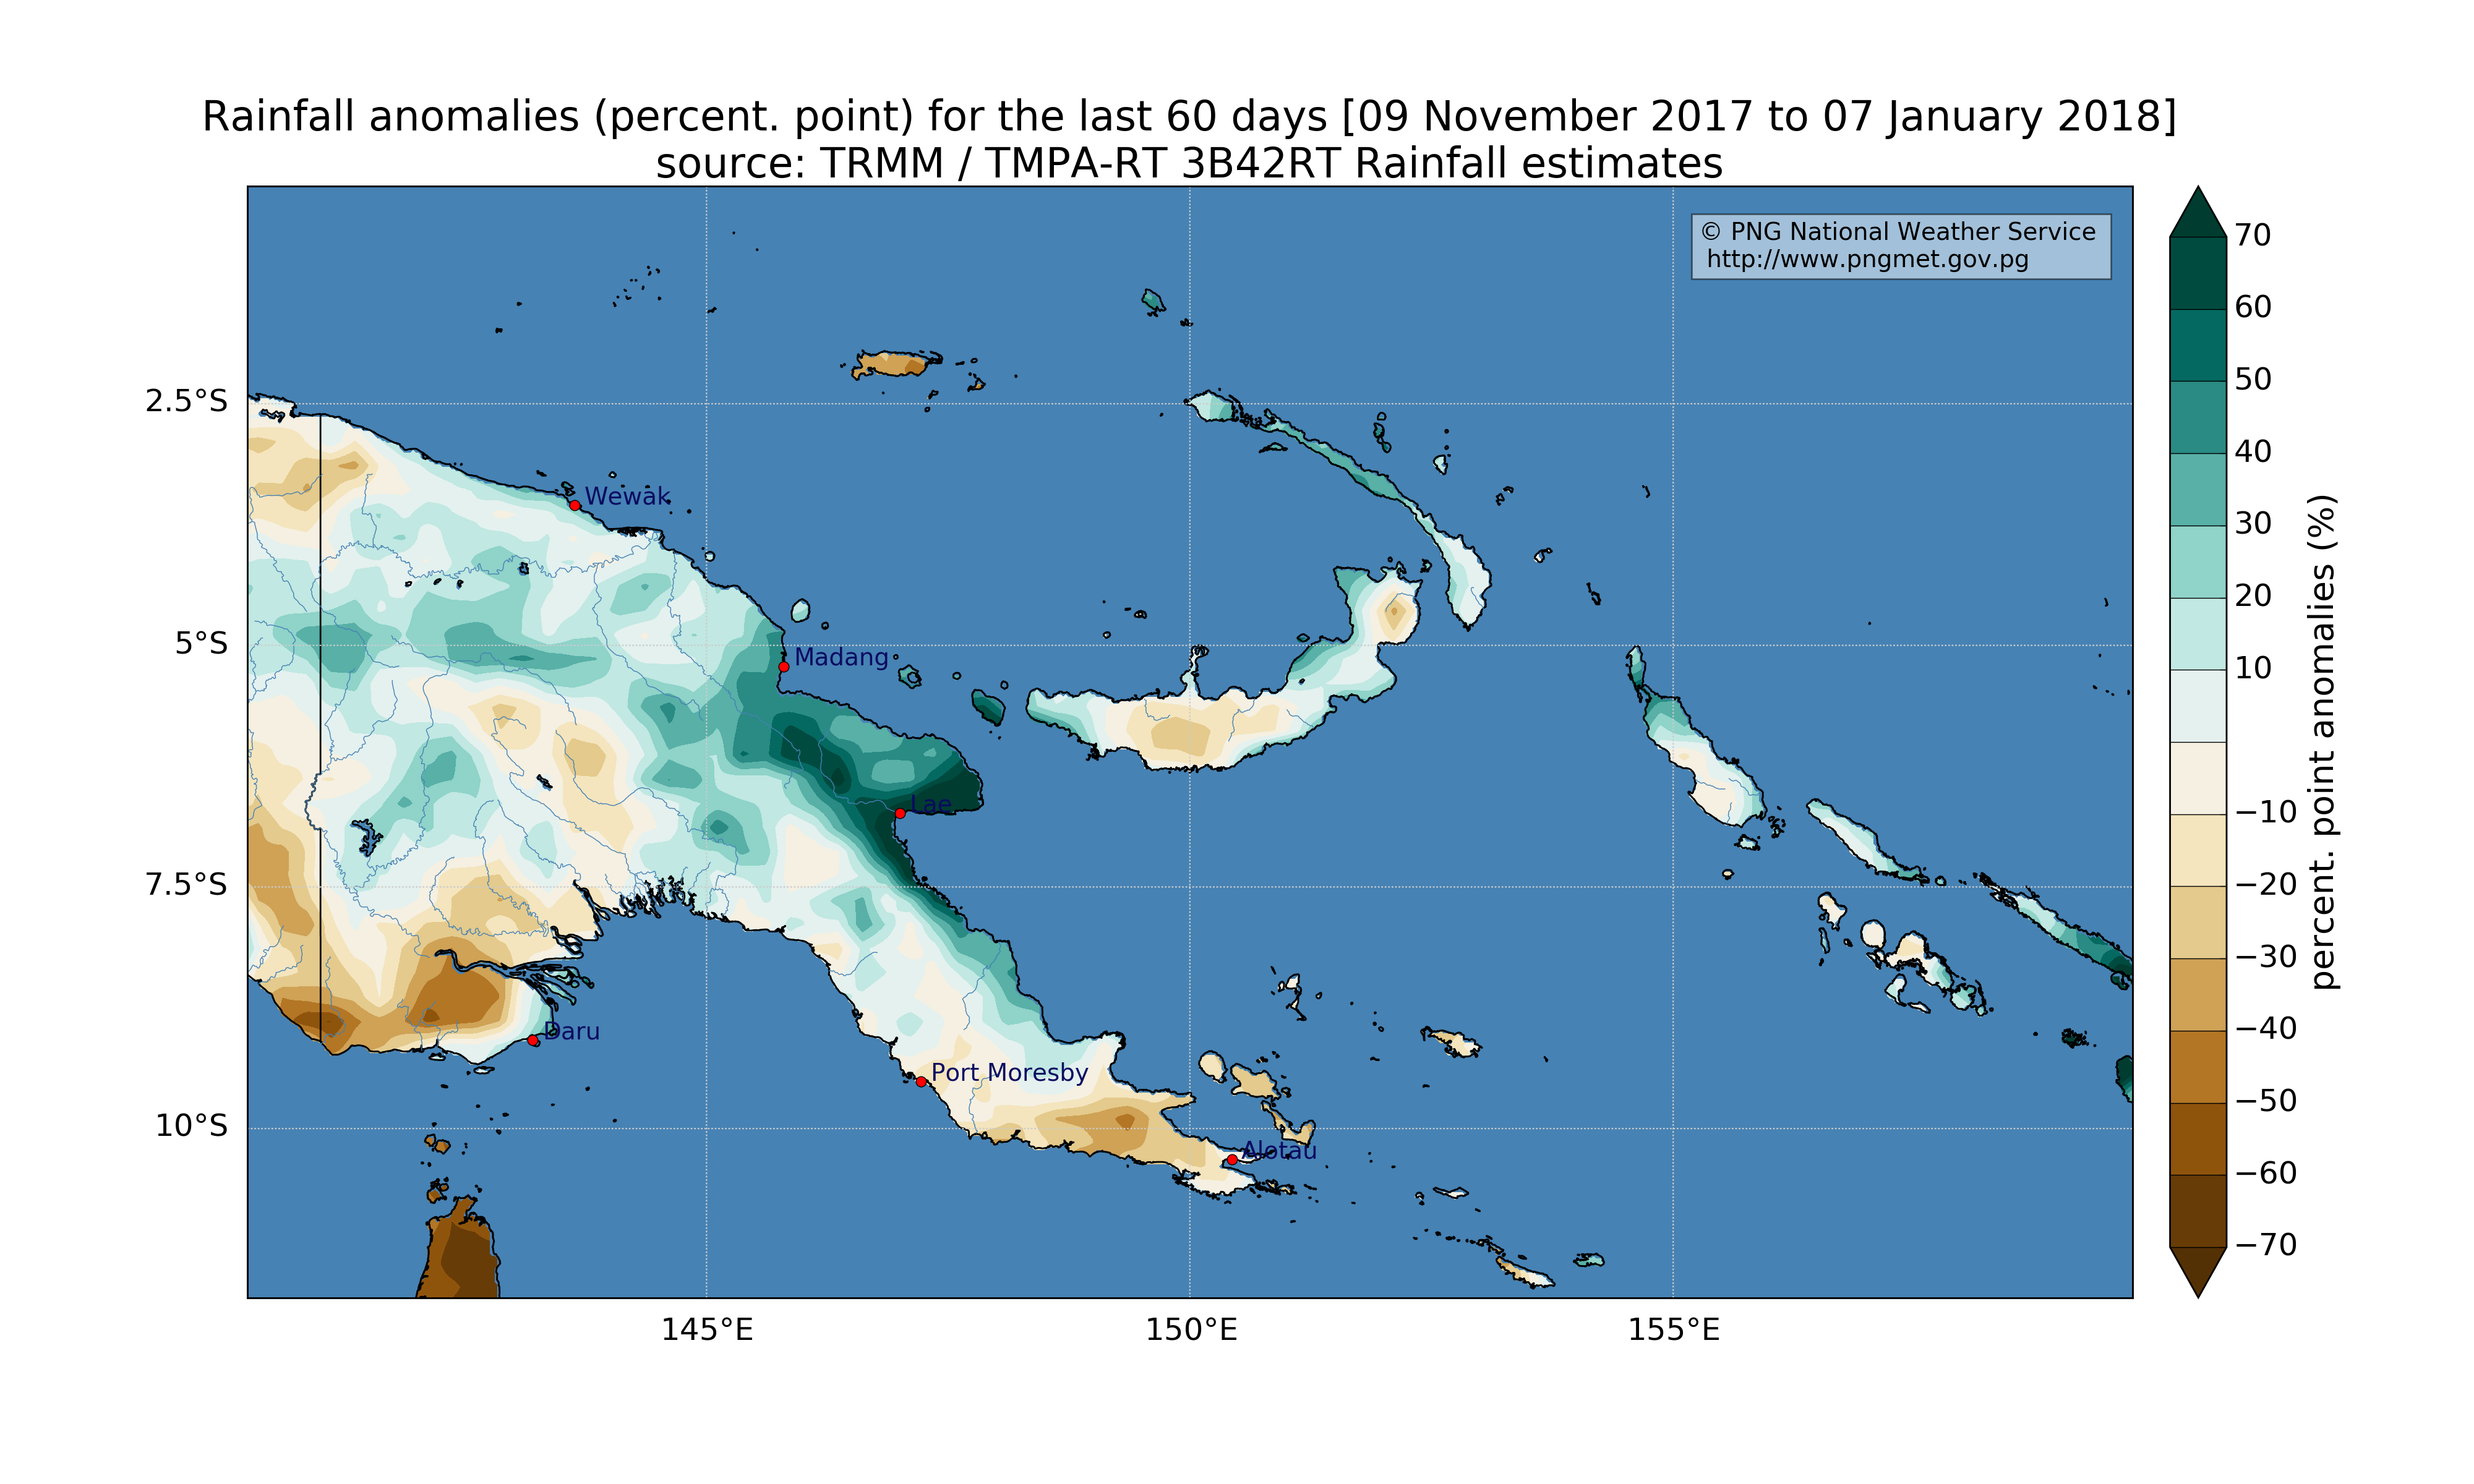 Rainfall anomalies (percent. point) for the last 60 days [09 November 2017 to 07 January 2018]
source: TRMM / TMPA-RT 3B42RT Rainfall estimates
© PNG National Weather Service
http://www.pngmet.gov.pg
2.5°S
5°S
7.5°S
10°S
Wewak
Madang
Lae
Daru
Port Moresby
Alotau
145°E
150°E
155°E
70
60
50
40
30
20
10
−10
−20
−30
−40
−50
−60
−70
percent. point anomalies (%)